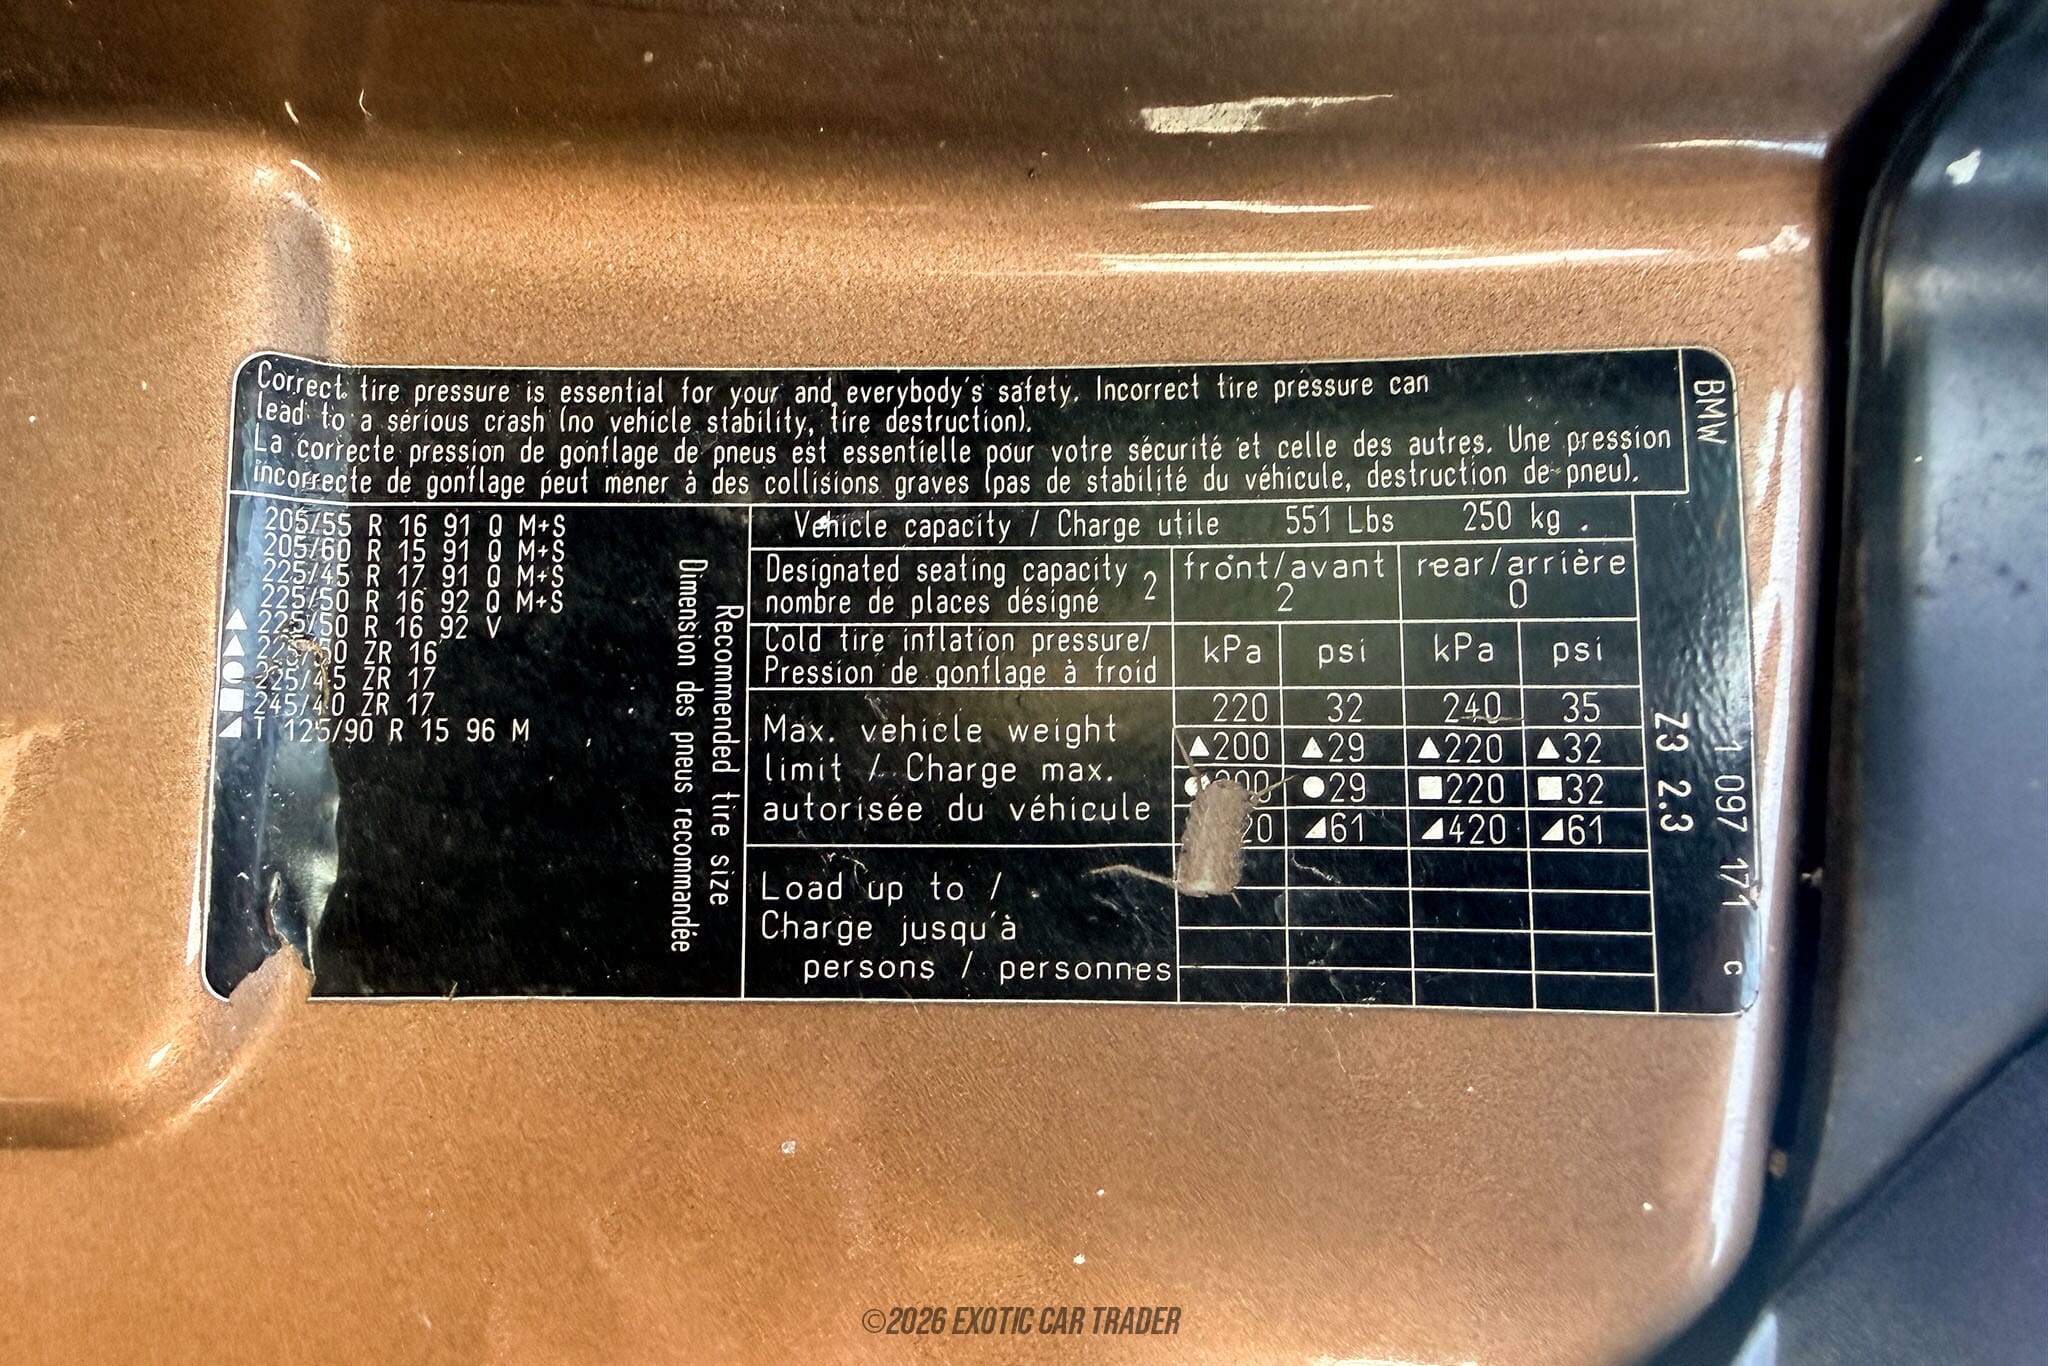 Correct tire pressure is essential for your and everybody's safety. Incorrect tire pressure can
lead to a serious crash (no vehicle stability, tire destruction).
La correcte pression de gonflage de pneus est essentielle pour votre sécurité et celle des autres. Une pression
incorrecte de gonflage peut mener à des collisions graves (pas de stabilité du véhicule, destruction de pneu).
BMW
205/55 R 16 91 Q M+S
205/60 R 15 91 Q M+S
225/45 R 17 91 Q M+S
225/50 R 16 92 Q M+S
▲ 225/50 R 16 92 V
▲ 225/50 ZR 16
● 225/45 ZR 17
■ 245/40 ZR 17
◢ T 125/90 R 15 96 M
Recommended tire size
Dimension des pneus recommandée
Vehicle capacity / Charge utile 551 Lbs 250 kg
Designated seating capacity 2
nombre de places désigné
front/avant
2
rear/arrière
0
Cold tire inflation pressure/
Pression de gonflage à froid
kPa psi kPa psi
Max. vehicle weight
limit / Charge max.
autorisée du véhicule
220 32 240 35
▲200 ▲29 ▲220 ▲32
●29 ■220 ■32
◢61 ◢420 ◢61
Load up to /
Charge jusqu'à
persons / personnes
Z3 2.3
1 097 171 c
©2026 EXOTIC CAR TRADER